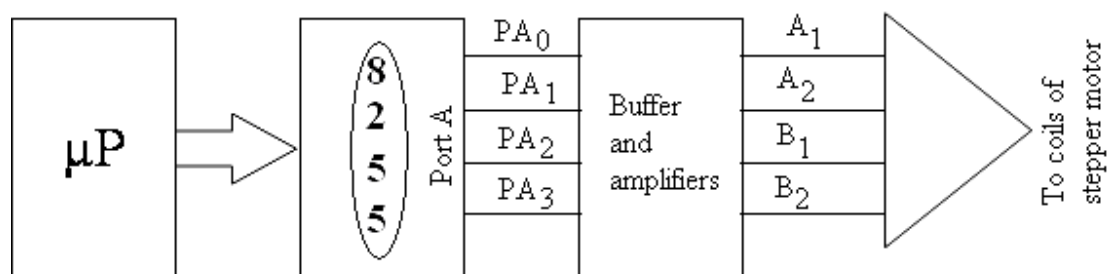 µP
8
2
5
5
Port A
PA0
PA1
PA2
PA3
Buffer
and
amplifiers
A1
A2
B1
B2
To coils of
stepper motor